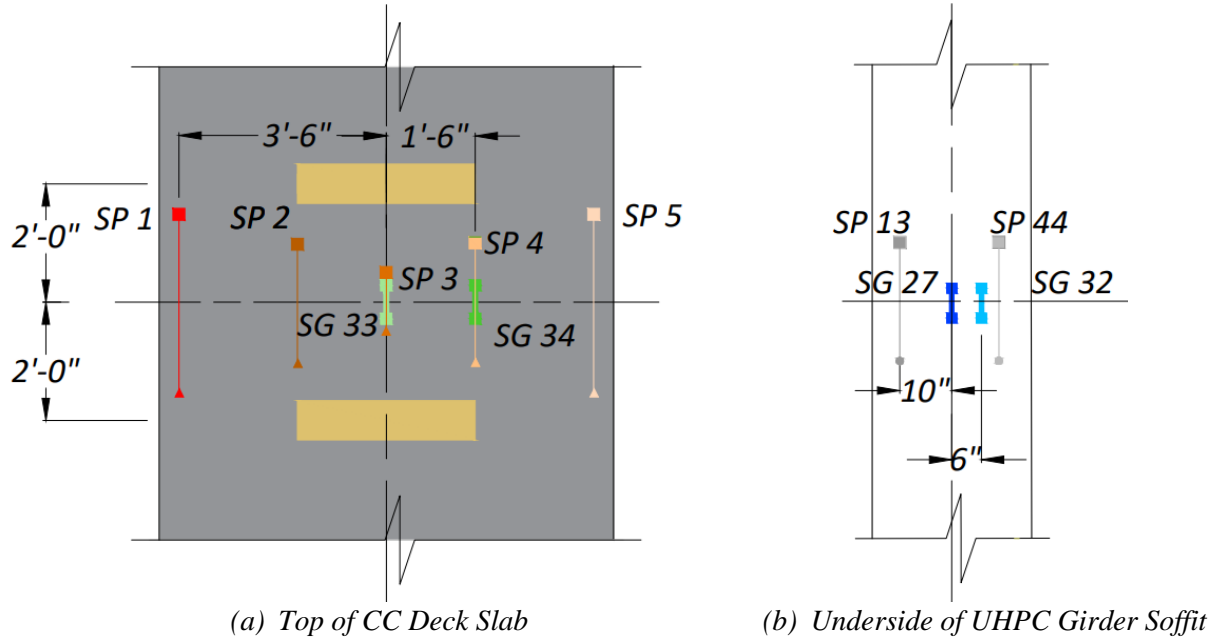 3'-6"
1'-6"
2'-0"
2'-0"
SP 1
SP 2
SP 3
SP 4
SP 5
SG 33
SG 34
(a) Top of CC Deck Slab
SP 13
SP 44
SG 27
SG 32
10"
6"
(b) Underside of UHPC Girder Soffit